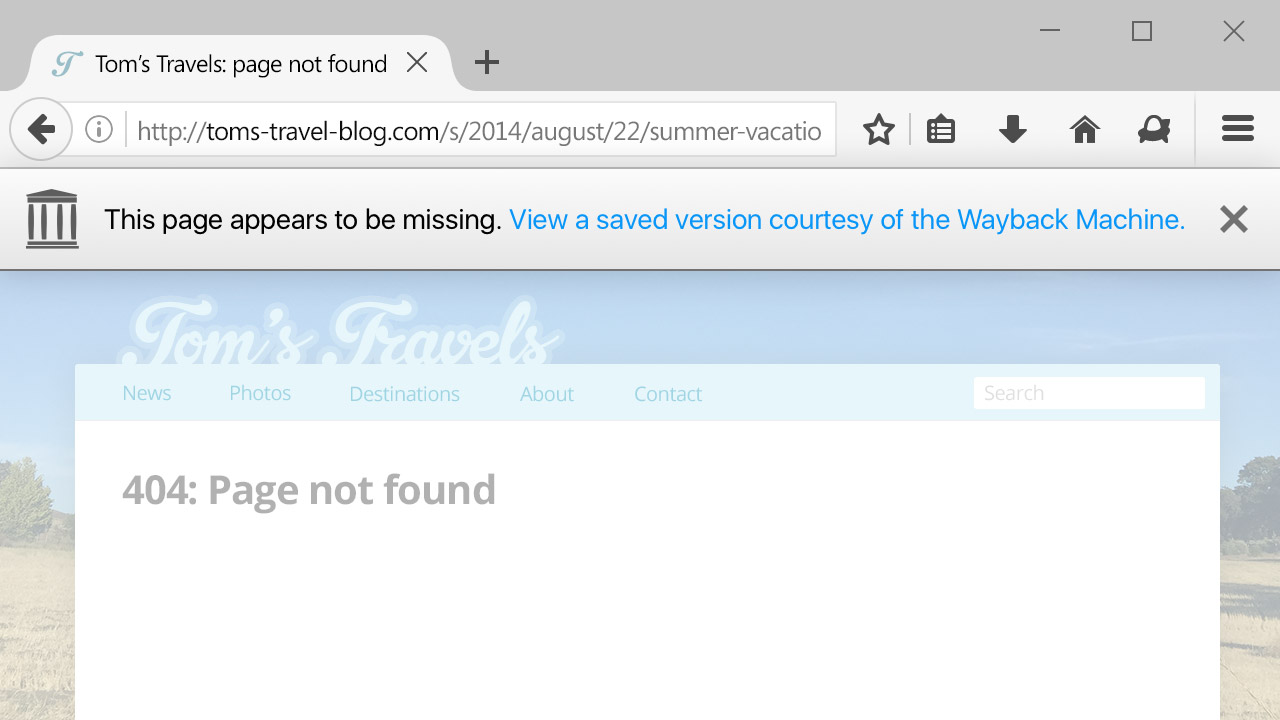 Tom’s Travels: page not found
http://toms-travel-blog.com/s/2014/august/22/summer-vacatio
This page appears to be missing. View a saved version courtesy of the Wayback Machine.
Tom's Travels
News Photos Destinations About Contact Search
404: Page not found